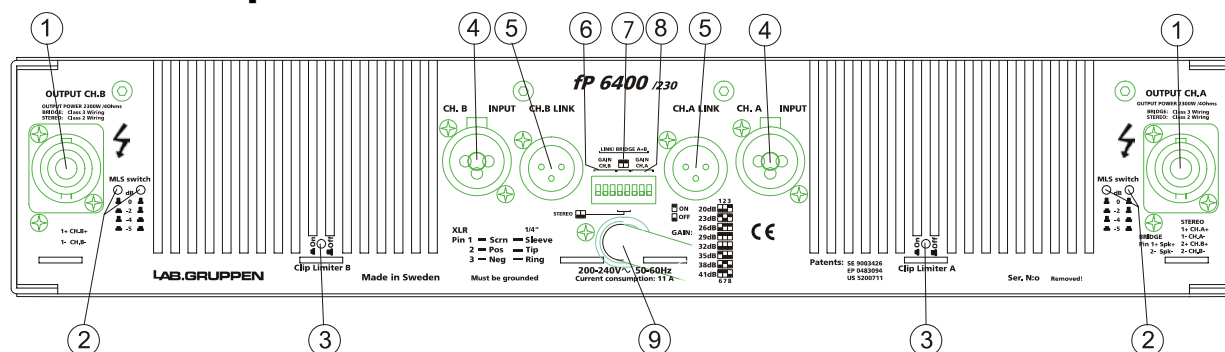 1 4 5 6 7 8 5 4 1
OUTPUT CH.B
OUTPUT POWER 2300W /4Ohms
BRIDGE: Class 3 Wiring
STEREO: Class 2 Wiring
MLS switch
dB
0
-2
-4
-5
1+ CH.B+
1- CH.B-
fP 6400 /230
CH. B INPUT
CH.B LINK
LINK/ BRIDGE A+B
GAIN CH.B
GAIN CH.A
CH.A LINK
CH. A INPUT
STEREO
ON
OFF
GAIN:
1 2 3
20dB
23dB
26dB
29dB
32dB
35dB
38dB
41dB
6 7 8
XLR 1/4"
Pin 1 Scrn Sleeve
2 Pos Tip
3 Neg Ring
Must be grounded
200-240V~ 50-60Hz
Current consumption: 11 A
CE
LAB.GRUPPEN
On
Off
Clip Limiter B
Made in Sweden
Patents: SE 9003426
EP 0483094
US 5200711
On
Off
Clip Limiter A
Ser. N:o Removed!
OUTPUT CH.A
OUTPUT POWER 2300W /4Ohms
BRIDGE: Class 3 Wiring
STEREO: Class 2 Wiring
MLS switch
dB
0
-2
-4
-5
STEREO
1+ CH.A+
1- CH.A-
2+ CH.B+
2- CH.B-
BRIDGE
Pin 1+ Spk+
2- Spk-
2 3 9 3 2